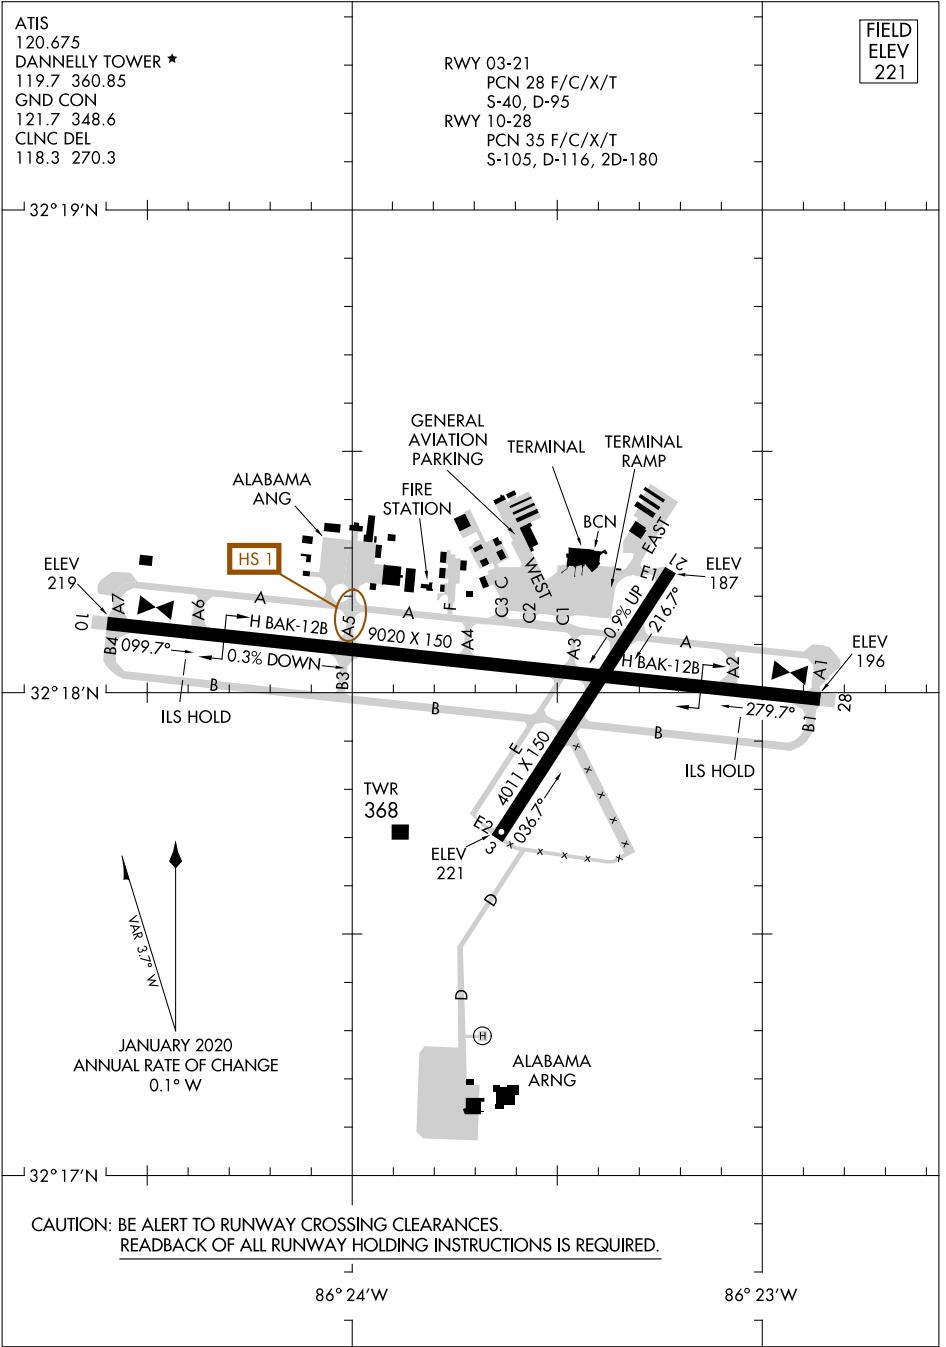 ATIS
120.675
DANNELLY TOWER ★
119.7 360.85
GND CON
121.7 348.6
CLNC DEL
118.3 270.3
RWY 03-21
PCN 28 F/C/X/T
S-40, D-95
RWY 10-28
PCN 35 F/C/X/T
S-105, D-116, 2D-180
FIELD
ELEV
221
32°19'N
GENERAL
AVIATION
PARKING
TERMINAL
TERMINAL
RAMP
ALABAMA
ANG
FIRE
STATION
BCN
EAST
WEST
HS 1
ELEV
219
21
ELEV
187
E1
A7
A6
A
A
A5
F
C3
C
C2
C1
0.9% UP
216.7°
A
10
H BAK-12B
9020 X 150
A4
A3
H BAK-12B
A2
A1
ELEV
196
B4
099.7°
0.3% DOWN
B3
32°18'N
B
B
B
279.7°
B1
28
ILS HOLD
ILS HOLD
E
4011 X 150
036.7°
TWR
368
E2
3
ELEV
221
D
VAR 3.7° W
D
H
JANUARY 2020
ANNUAL RATE OF CHANGE
0.1° W
ALABAMA
ARNG
32°17'N
CAUTION: BE ALERT TO RUNWAY CROSSING CLEARANCES.
READBACK OF ALL RUNWAY HOLDING INSTRUCTIONS IS REQUIRED.
86°24'W
86°23'W